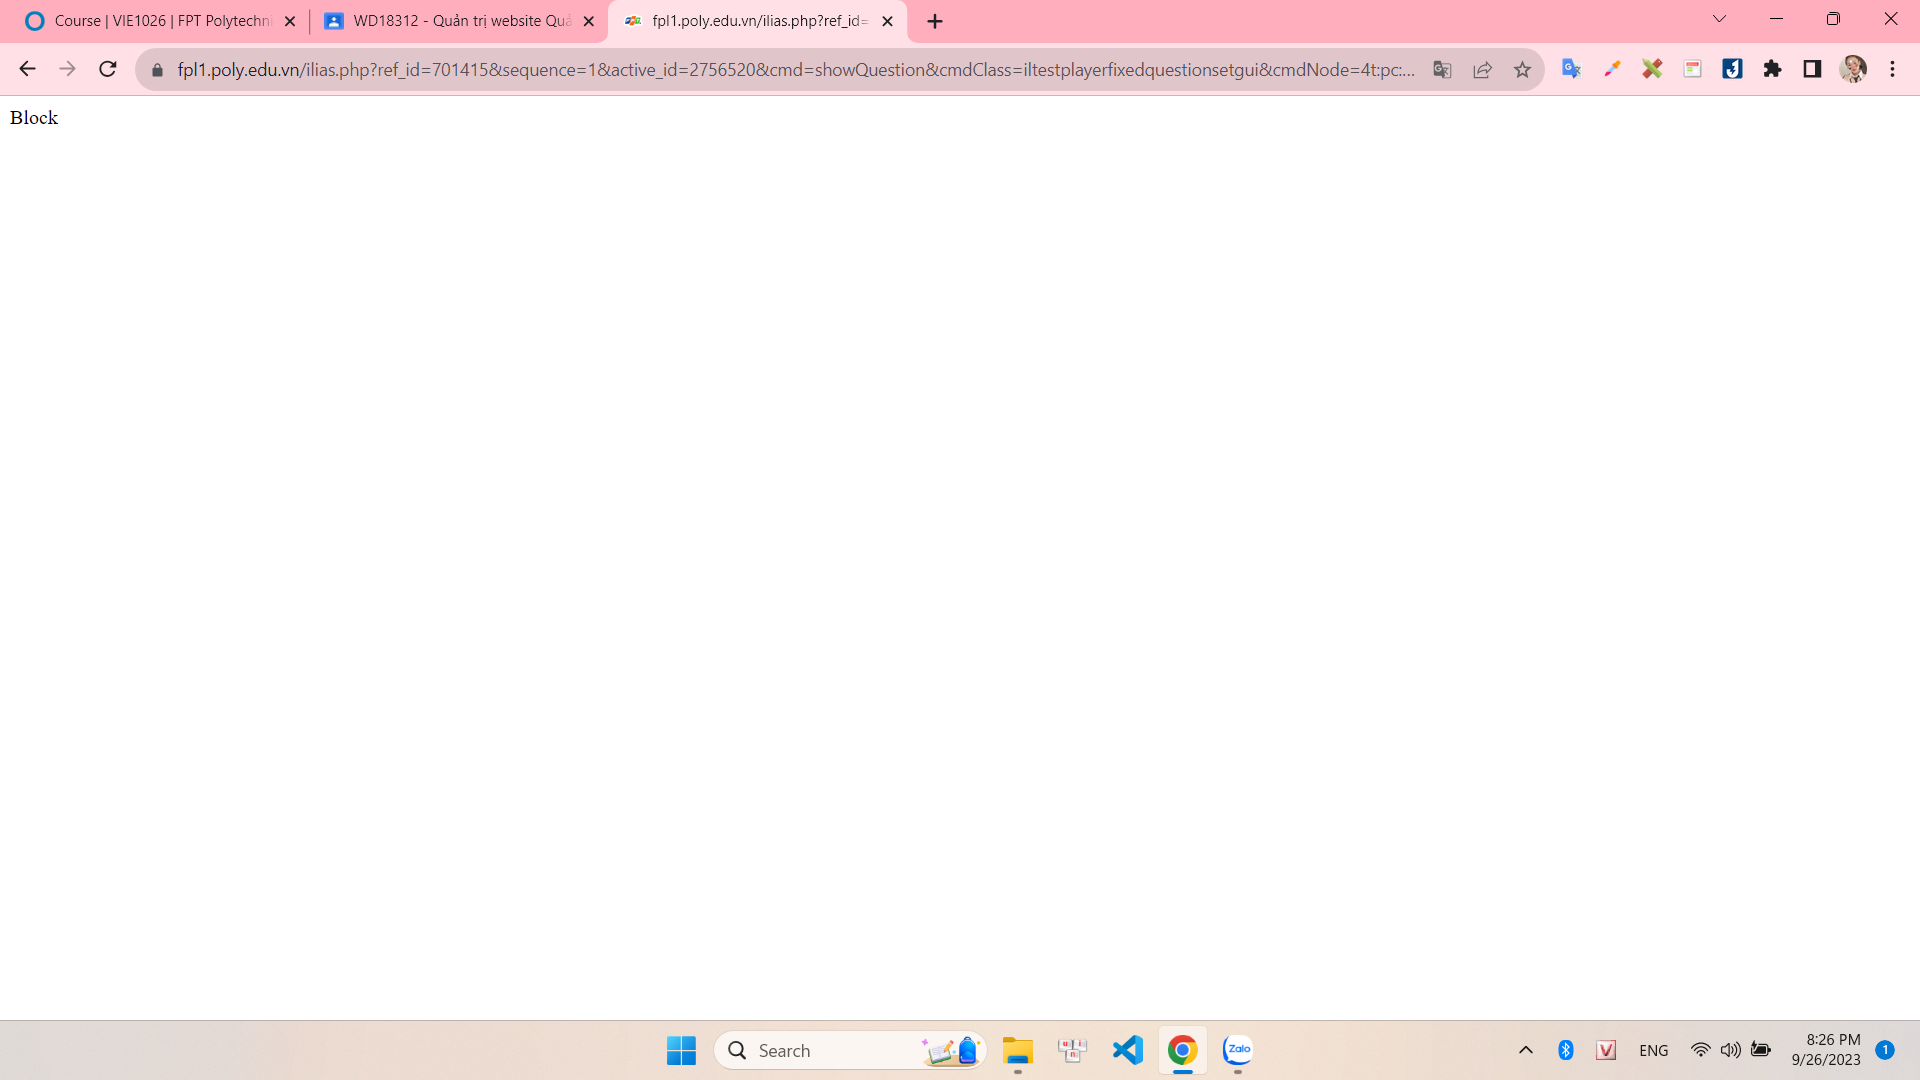 Course | VIE1026 | FPT Polytechni
WD18312 - Quản trị website Quả
fpl1.poly.edu.vn/ilias.php?ref_id=
fpl1.poly.edu.vn/ilias.php?ref_id=701415&sequence=1&active_id=2756520&cmd=showQuestion&cmdClass=iltestplayerfixedquestionsetgui&cmdNode=4t:pc:...
Block
Search
Zalo
ENG
8:26 PM
9/26/2023
1